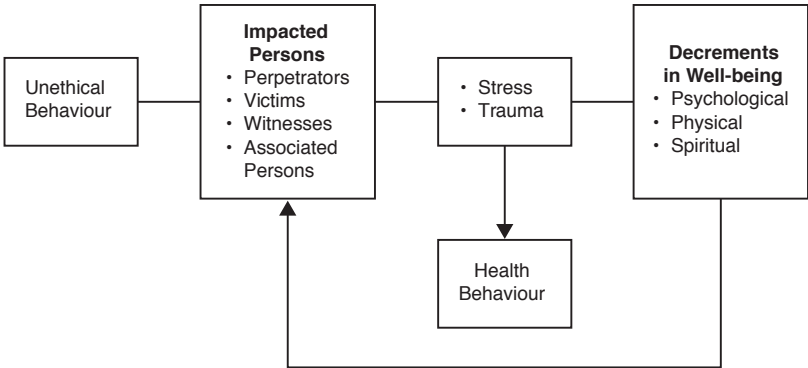 Unethical
Behaviour
Impacted
Persons
• Perpetrators
• Victims
• Witnesses
• Associated
Persons
• Stress
• Trauma
Decrements
in Well-being
• Psychological
• Physical
• Spiritual
Health
Behaviour